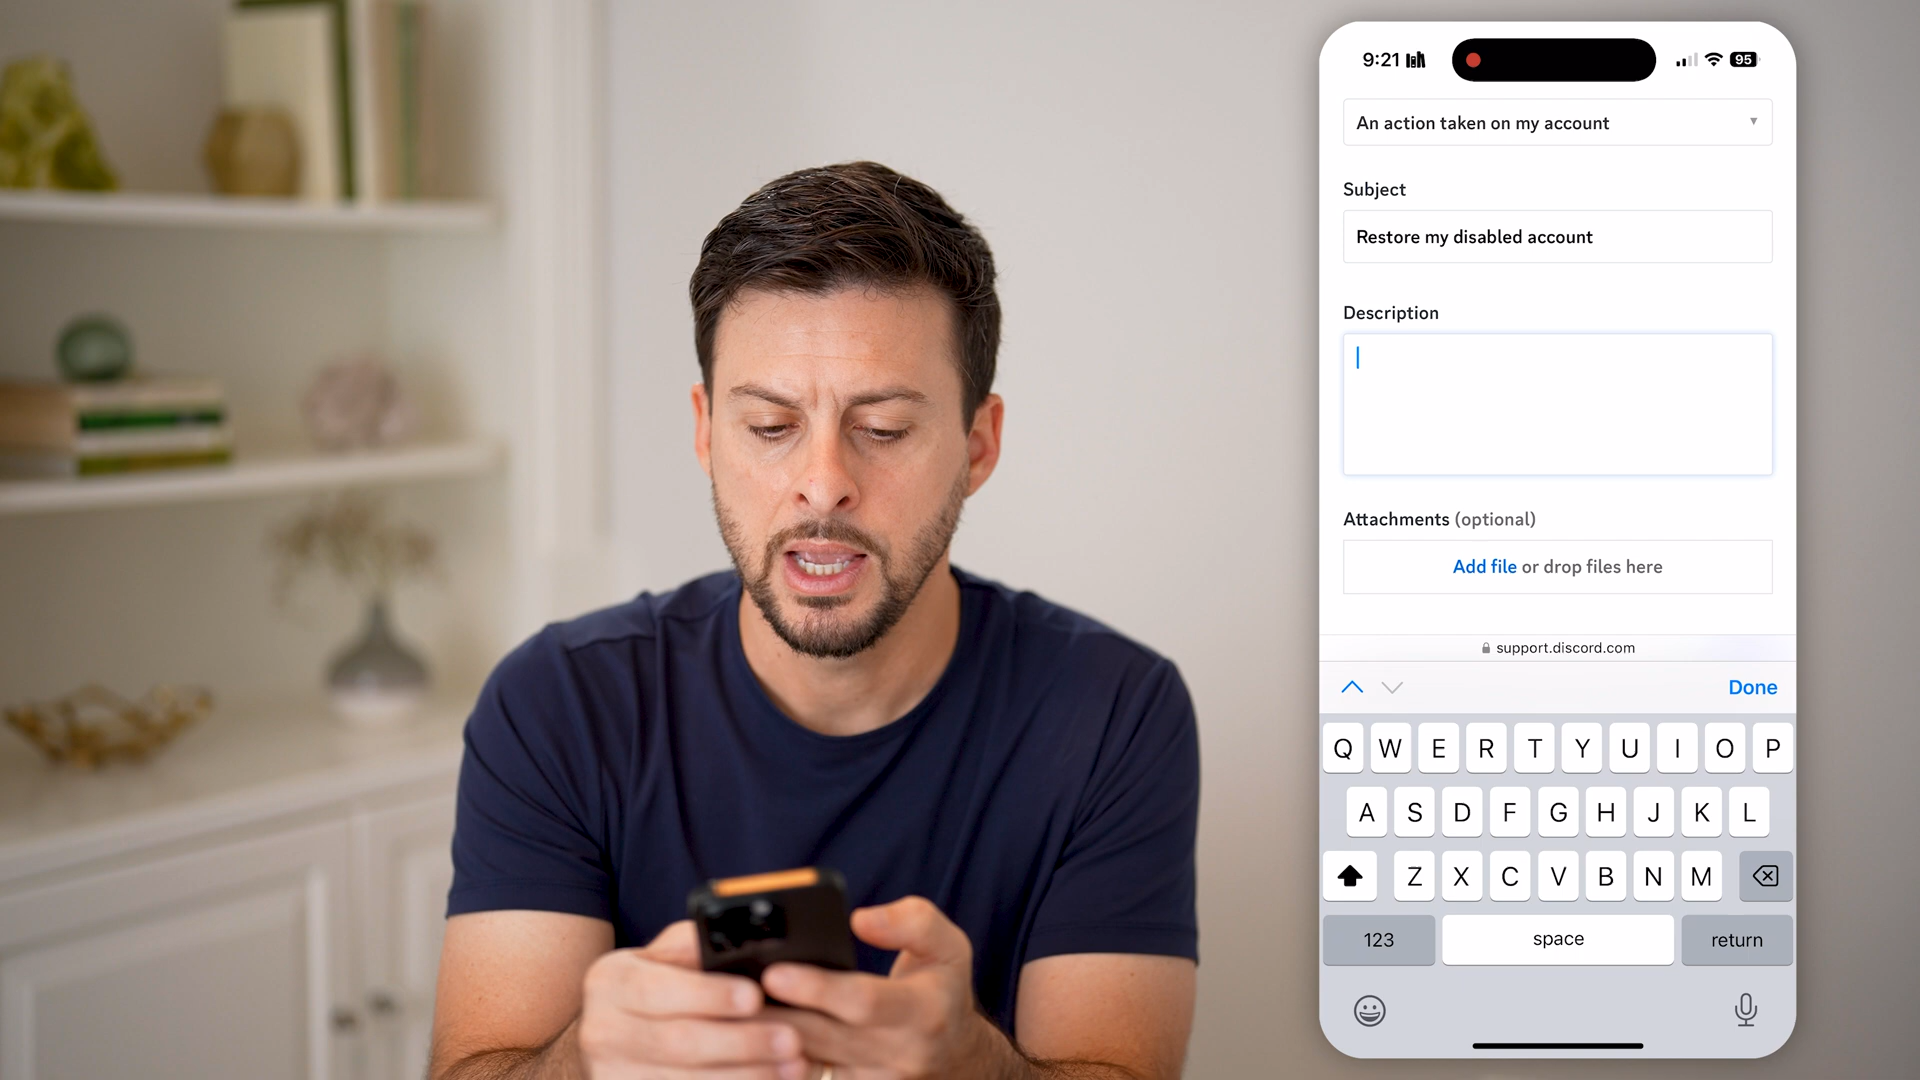 9:21
95
An action taken on my account
Subject
Restore my disabled account
Description
Attachments (optional)
Add file or drop files here
support.discord.com
Done
Q W E R T Y U I O P
A S D F G H J K L
Z X C V B N M
123 space return